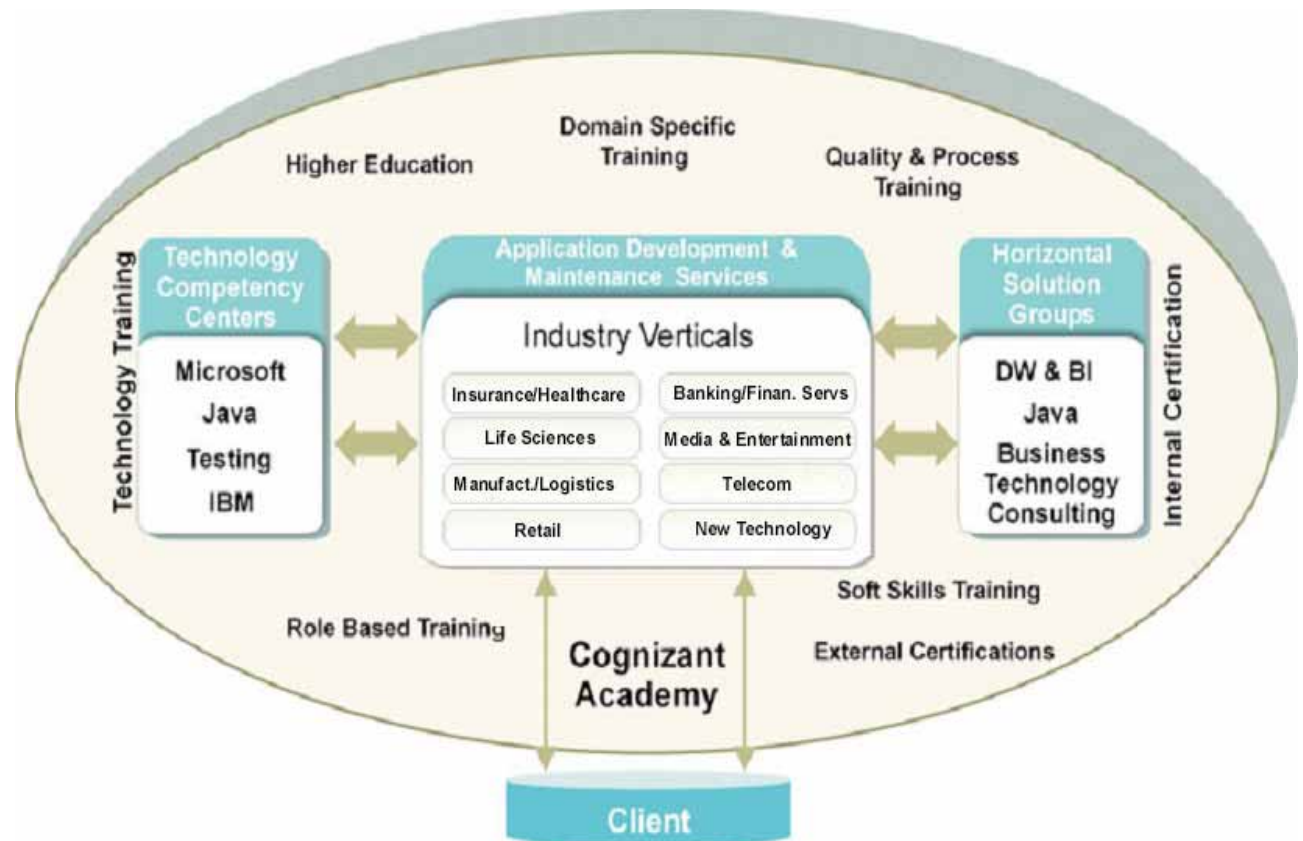 Domain Specific
Training
Higher Education
Quality & Process
Training
Technology Training
Technology
Competency
Centers
Microsoft
Java
Testing
IBM
Application Development &
Maintenance Services
Industry Verticals
Insurance/Healthcare
Banking/Finan. Servs
Life Sciences
Media & Entertainment
Manufact./Logistics
Telecom
Retail
New Technology
Horizontal
Solution
Groups
DW & BI
Java
Business
Technology
Consulting
Internal Certification
Role Based Training
Soft Skills Training
External Certifications
Cognizant
Academy
Client